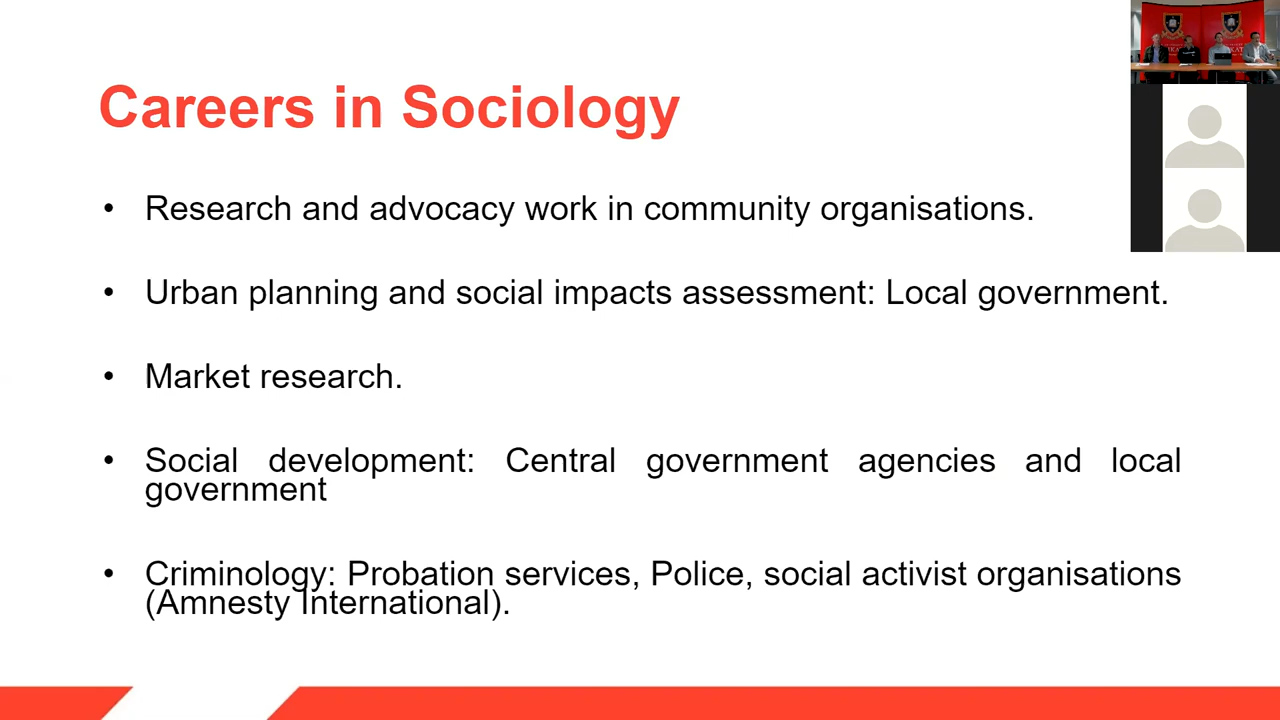 Careers in Sociology
• Research and advocacy work in community organisations.
• Urban planning and social impacts assessment: Local government.
• Market research.
• Social development: Central government agencies and local
government
• Criminology: Probation services, Police, social activist organisations
(Amnesty International).